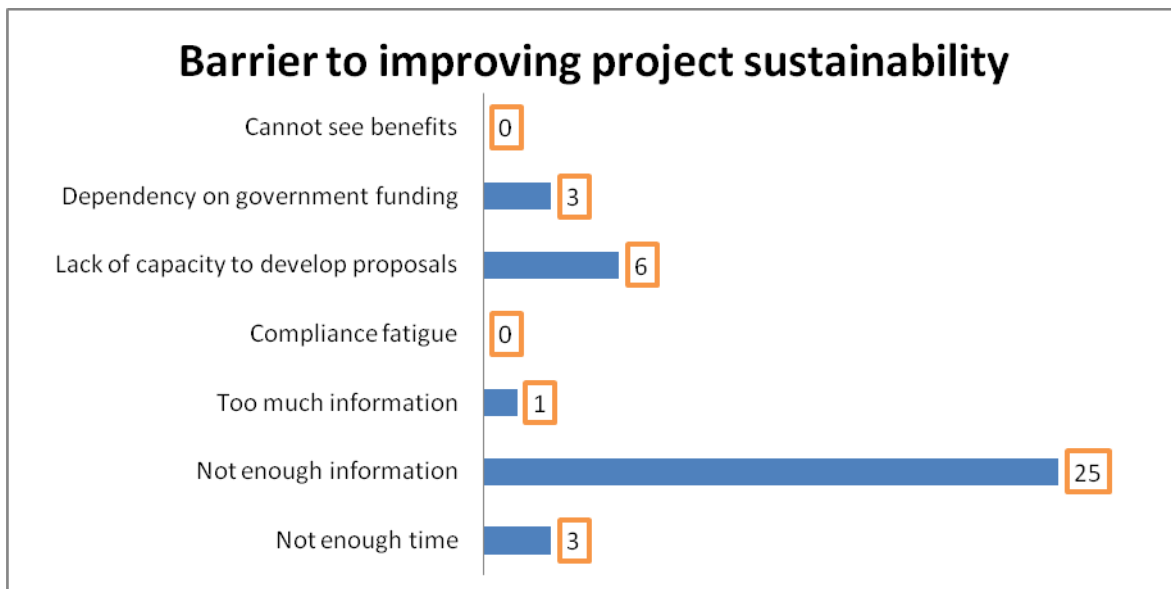 Barrier to improving project sustainability
Cannot see benefits 0
Dependency on government funding 3
Lack of capacity to develop proposals 6
Compliance fatigue 0
Too much information 1
Not enough information 25
Not enough time 3